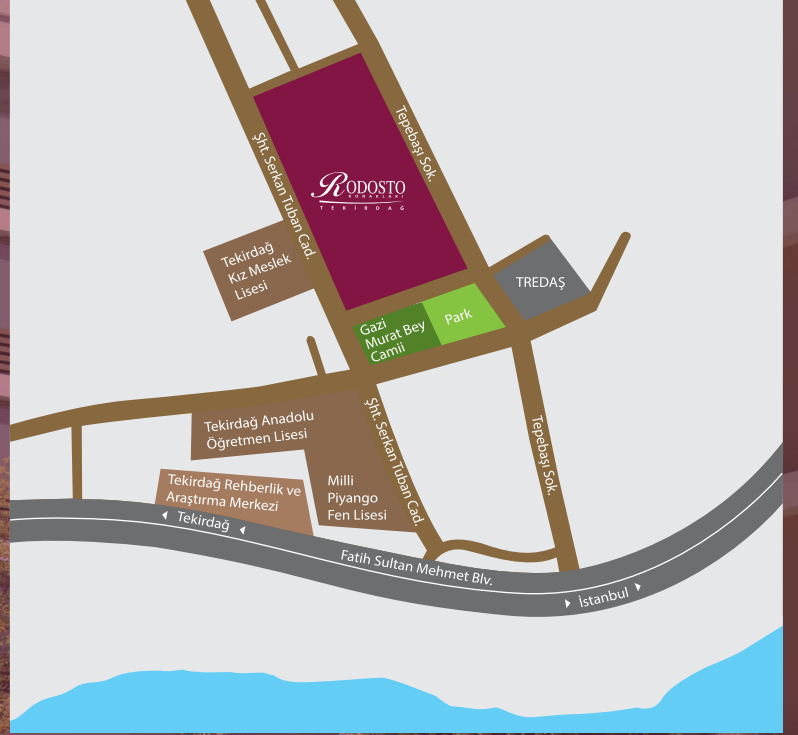 Tepebaşı Sok.
Şht. Serkan Tuban Cad.
RODOSTO
KONAKLARI
TEKİRDAĞ
Tekirdağ
Kız Meslek
Lisesi
TREDAŞ
Gazi
Murat Bey
Camii
Park
Tekirdağ Anadolu
Öğretmen Lisesi
Şht. Serkan Tuban Cad.
Tepebaşı Sok.
Milli
Piyango
Fen Lisesi
Tekirdağ Rehberlik ve
Araştırma Merkezi
Tekirdağ
Fatih Sultan Mehmet Blv.
İstanbul